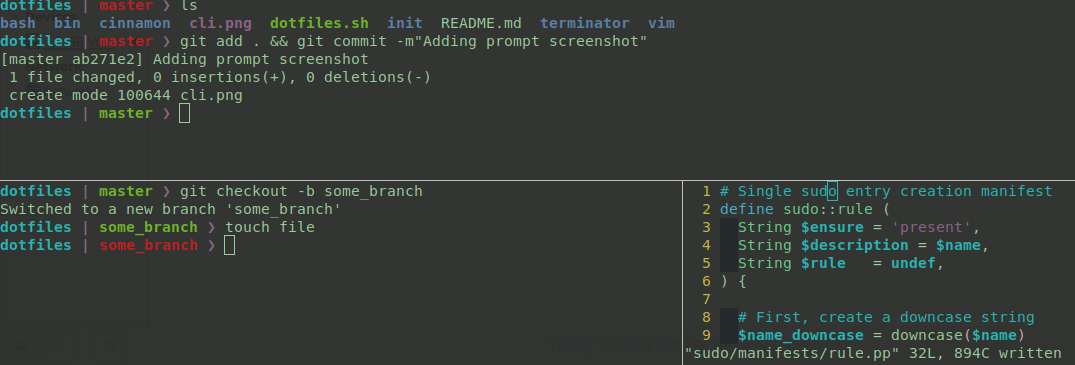 dotfiles | master ❯ ls
bash  bin  cinnamon  cli.png  dotfiles.sh  init  README.md  terminator  vim
dotfiles | master ❯ git add . && git commit -m"Adding prompt screenshot"
[master ab271e2] Adding prompt screenshot
 1 file changed, 0 insertions(+), 0 deletions(-)
 create mode 100644 cli.png
dotfiles | master ❯
dotfiles | master ❯ git checkout -b some_branch
Switched to a new branch 'some_branch'
dotfiles | some_branch ❯ touch file
dotfiles | some_branch ❯
1 # Single sudo entry creation manifest
2 define sudo::rule (
3   String $ensure = 'present',
4   String $description = $name,
5   String $rule   = undef,
6 ) {
7
8   # First, create a downcase string
9   $name_downcase = downcase($name)
"sudo/manifests/rule.pp" 32L, 894C written